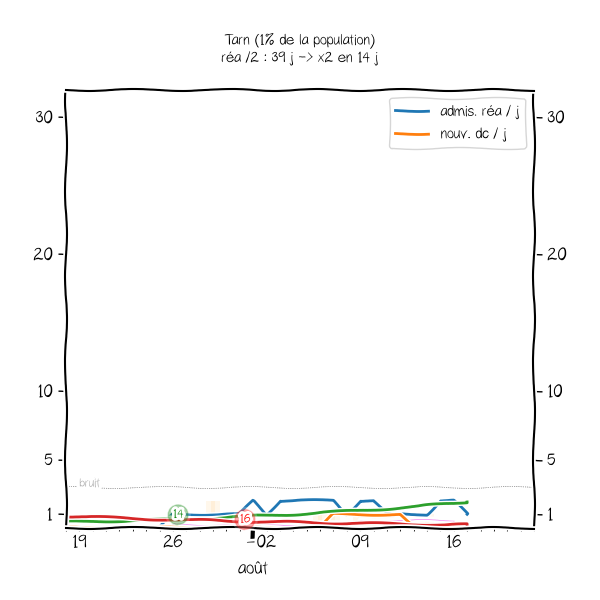 Tarn (1% de la population)
réa /2 : 39 j -> x2 en 14 j
admis. réa / j
nouv. dc / j
30
30
20
20
10
10
5
5
bruit
1
14
16
1
19
26
02
09
16
août